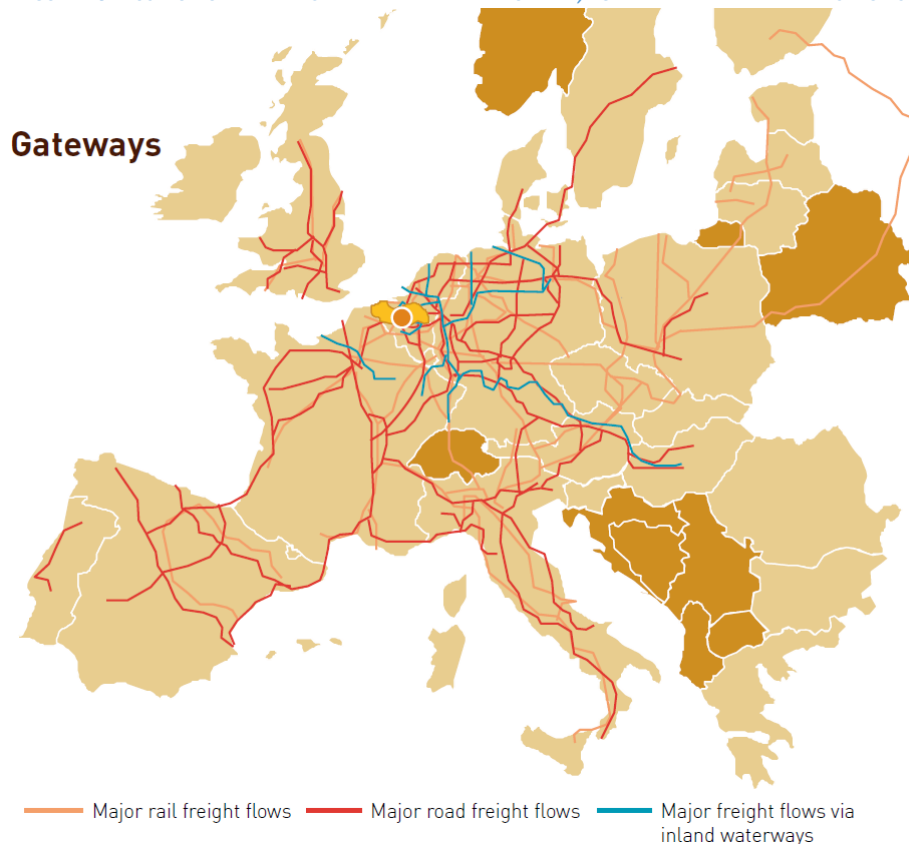 Gateways
Major rail freight flows
Major road freight flows
Major freight flows via
inland waterways